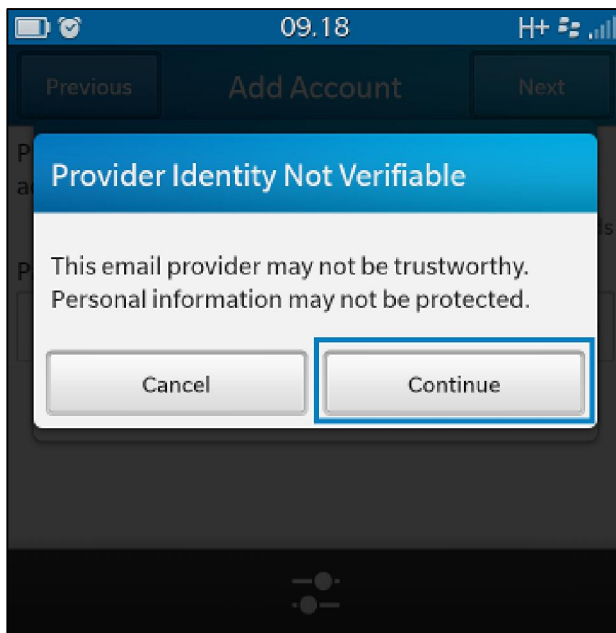 09.18 H+
Previous Add Account Next
P
Provider Identity Not Verifiable
a
s
This email provider may not be trustworthy.
P
Personal information may not be protected.
Cancel Continue